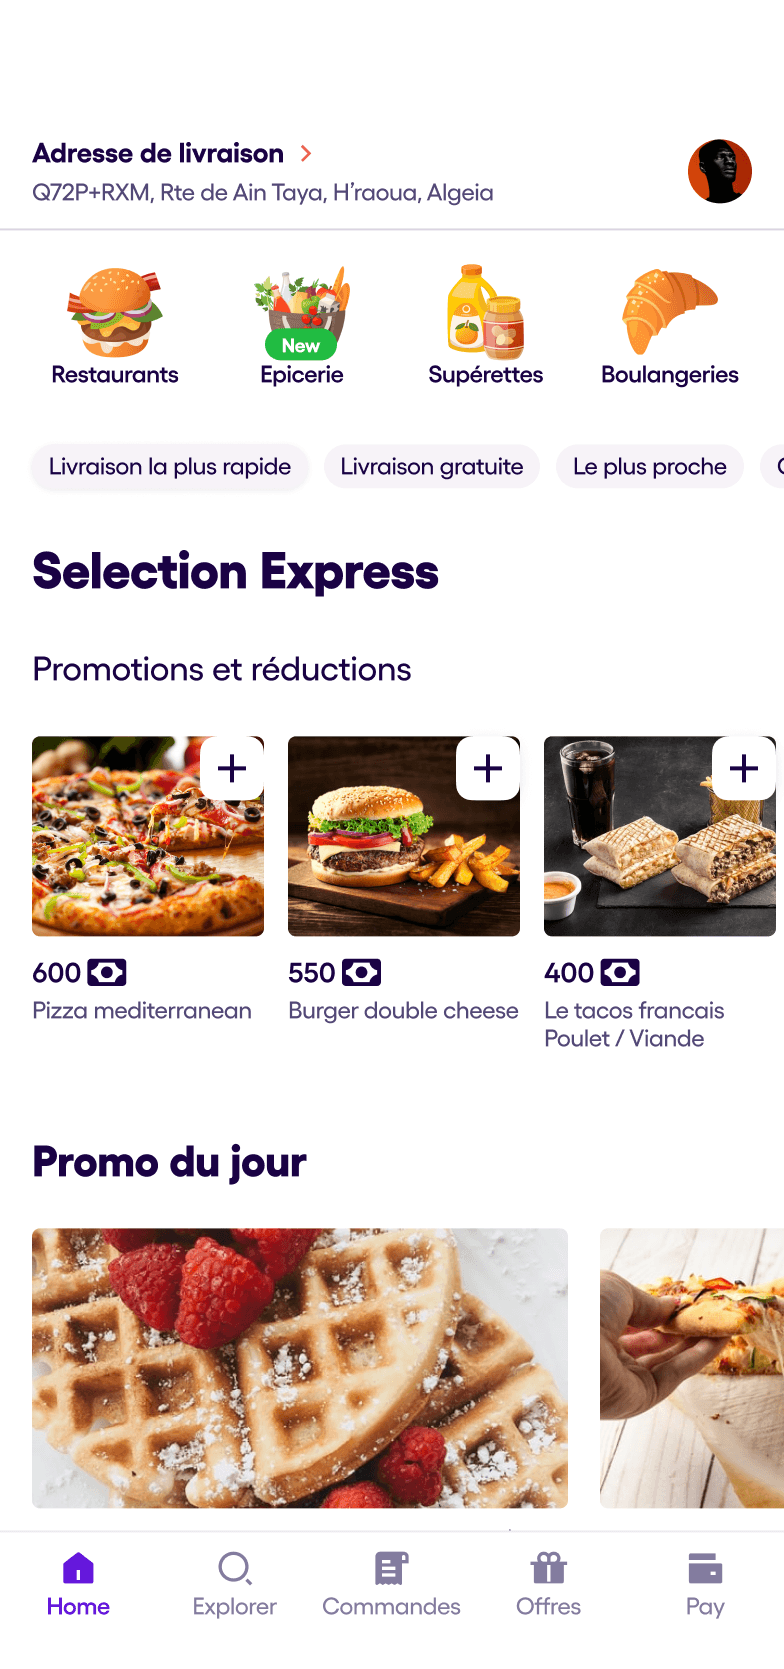 Adresse de livraison
Q72P+RXM, Rte de Ain Taya, H’raoua, Algeia
New
Restaurants
Epicerie
Supérettes
Boulangeries
Livraison la plus rapide
Livraison gratuite
Le plus proche
Selection Express
Promotions et réductions
600
550
400
Pizza mediterranean
Burger double cheese
Le tacos francais
Poulet / Viande
Promo du jour
Home
Explorer
Commandes
Offres
Pay